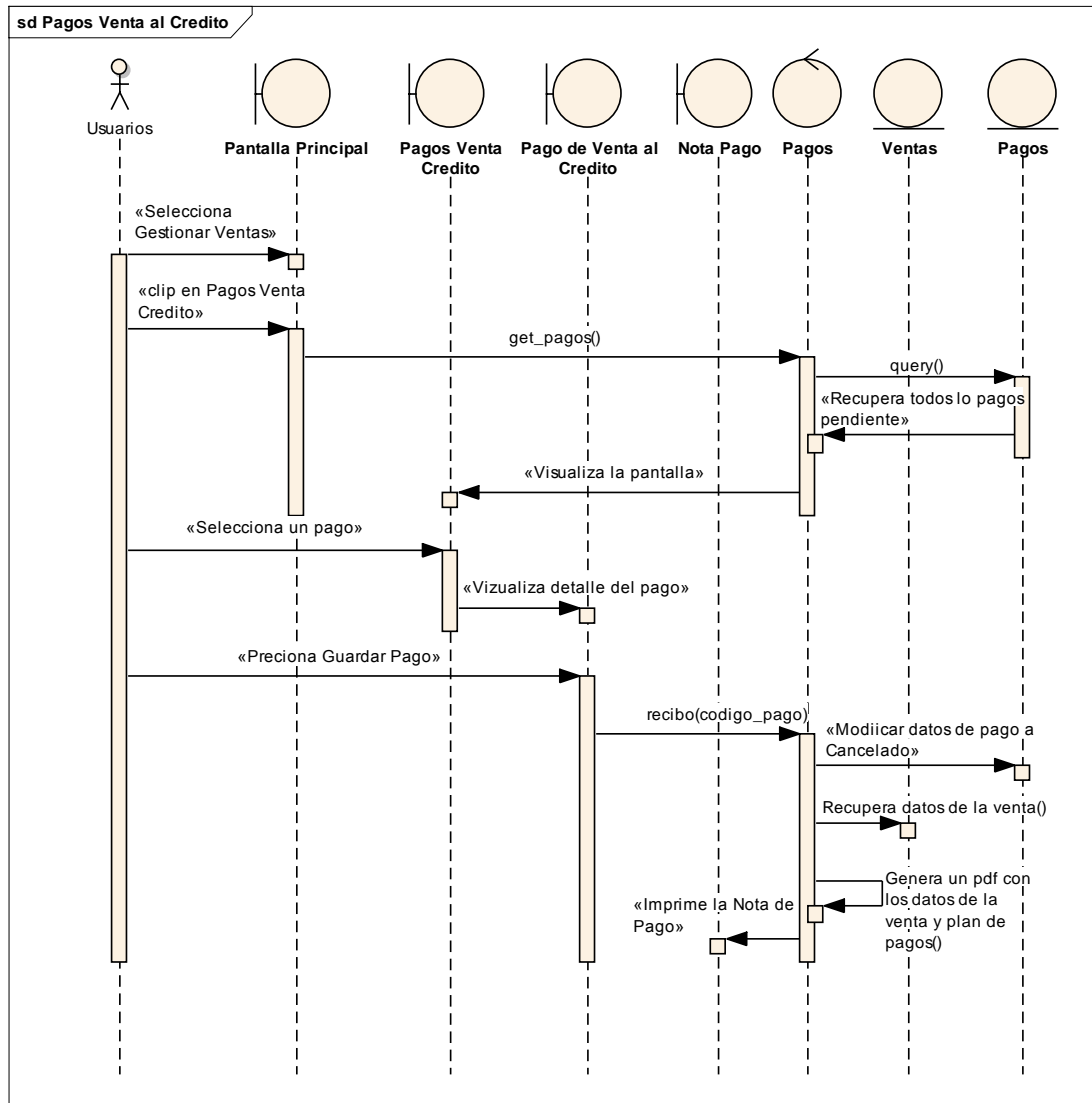 sd Pagos Venta al Credito
Usuarios
Pantalla Principal
Pagos Venta
Credito
Pago de Venta al
Credito
Nota Pago
Pagos
Ventas
Pagos
«Selecciona
Gestionar Ventas»
«clip en Pagos Venta
Credito»
get_pagos()
query()
«Recupera todos lo pagos
pendiente»
«Visualiza la pantalla»
«Selecciona un pago»
«Vizualiza detalle del pago»
«Preciona Guardar Pago»
recibo(codigo_pago)
«Modiicar datos de pago a
Cancelado»
Recupera datos de la venta()
Genera un pdf con
los datos de la
venta y plan de
pagos()
«Imprime la Nota de
Pago»